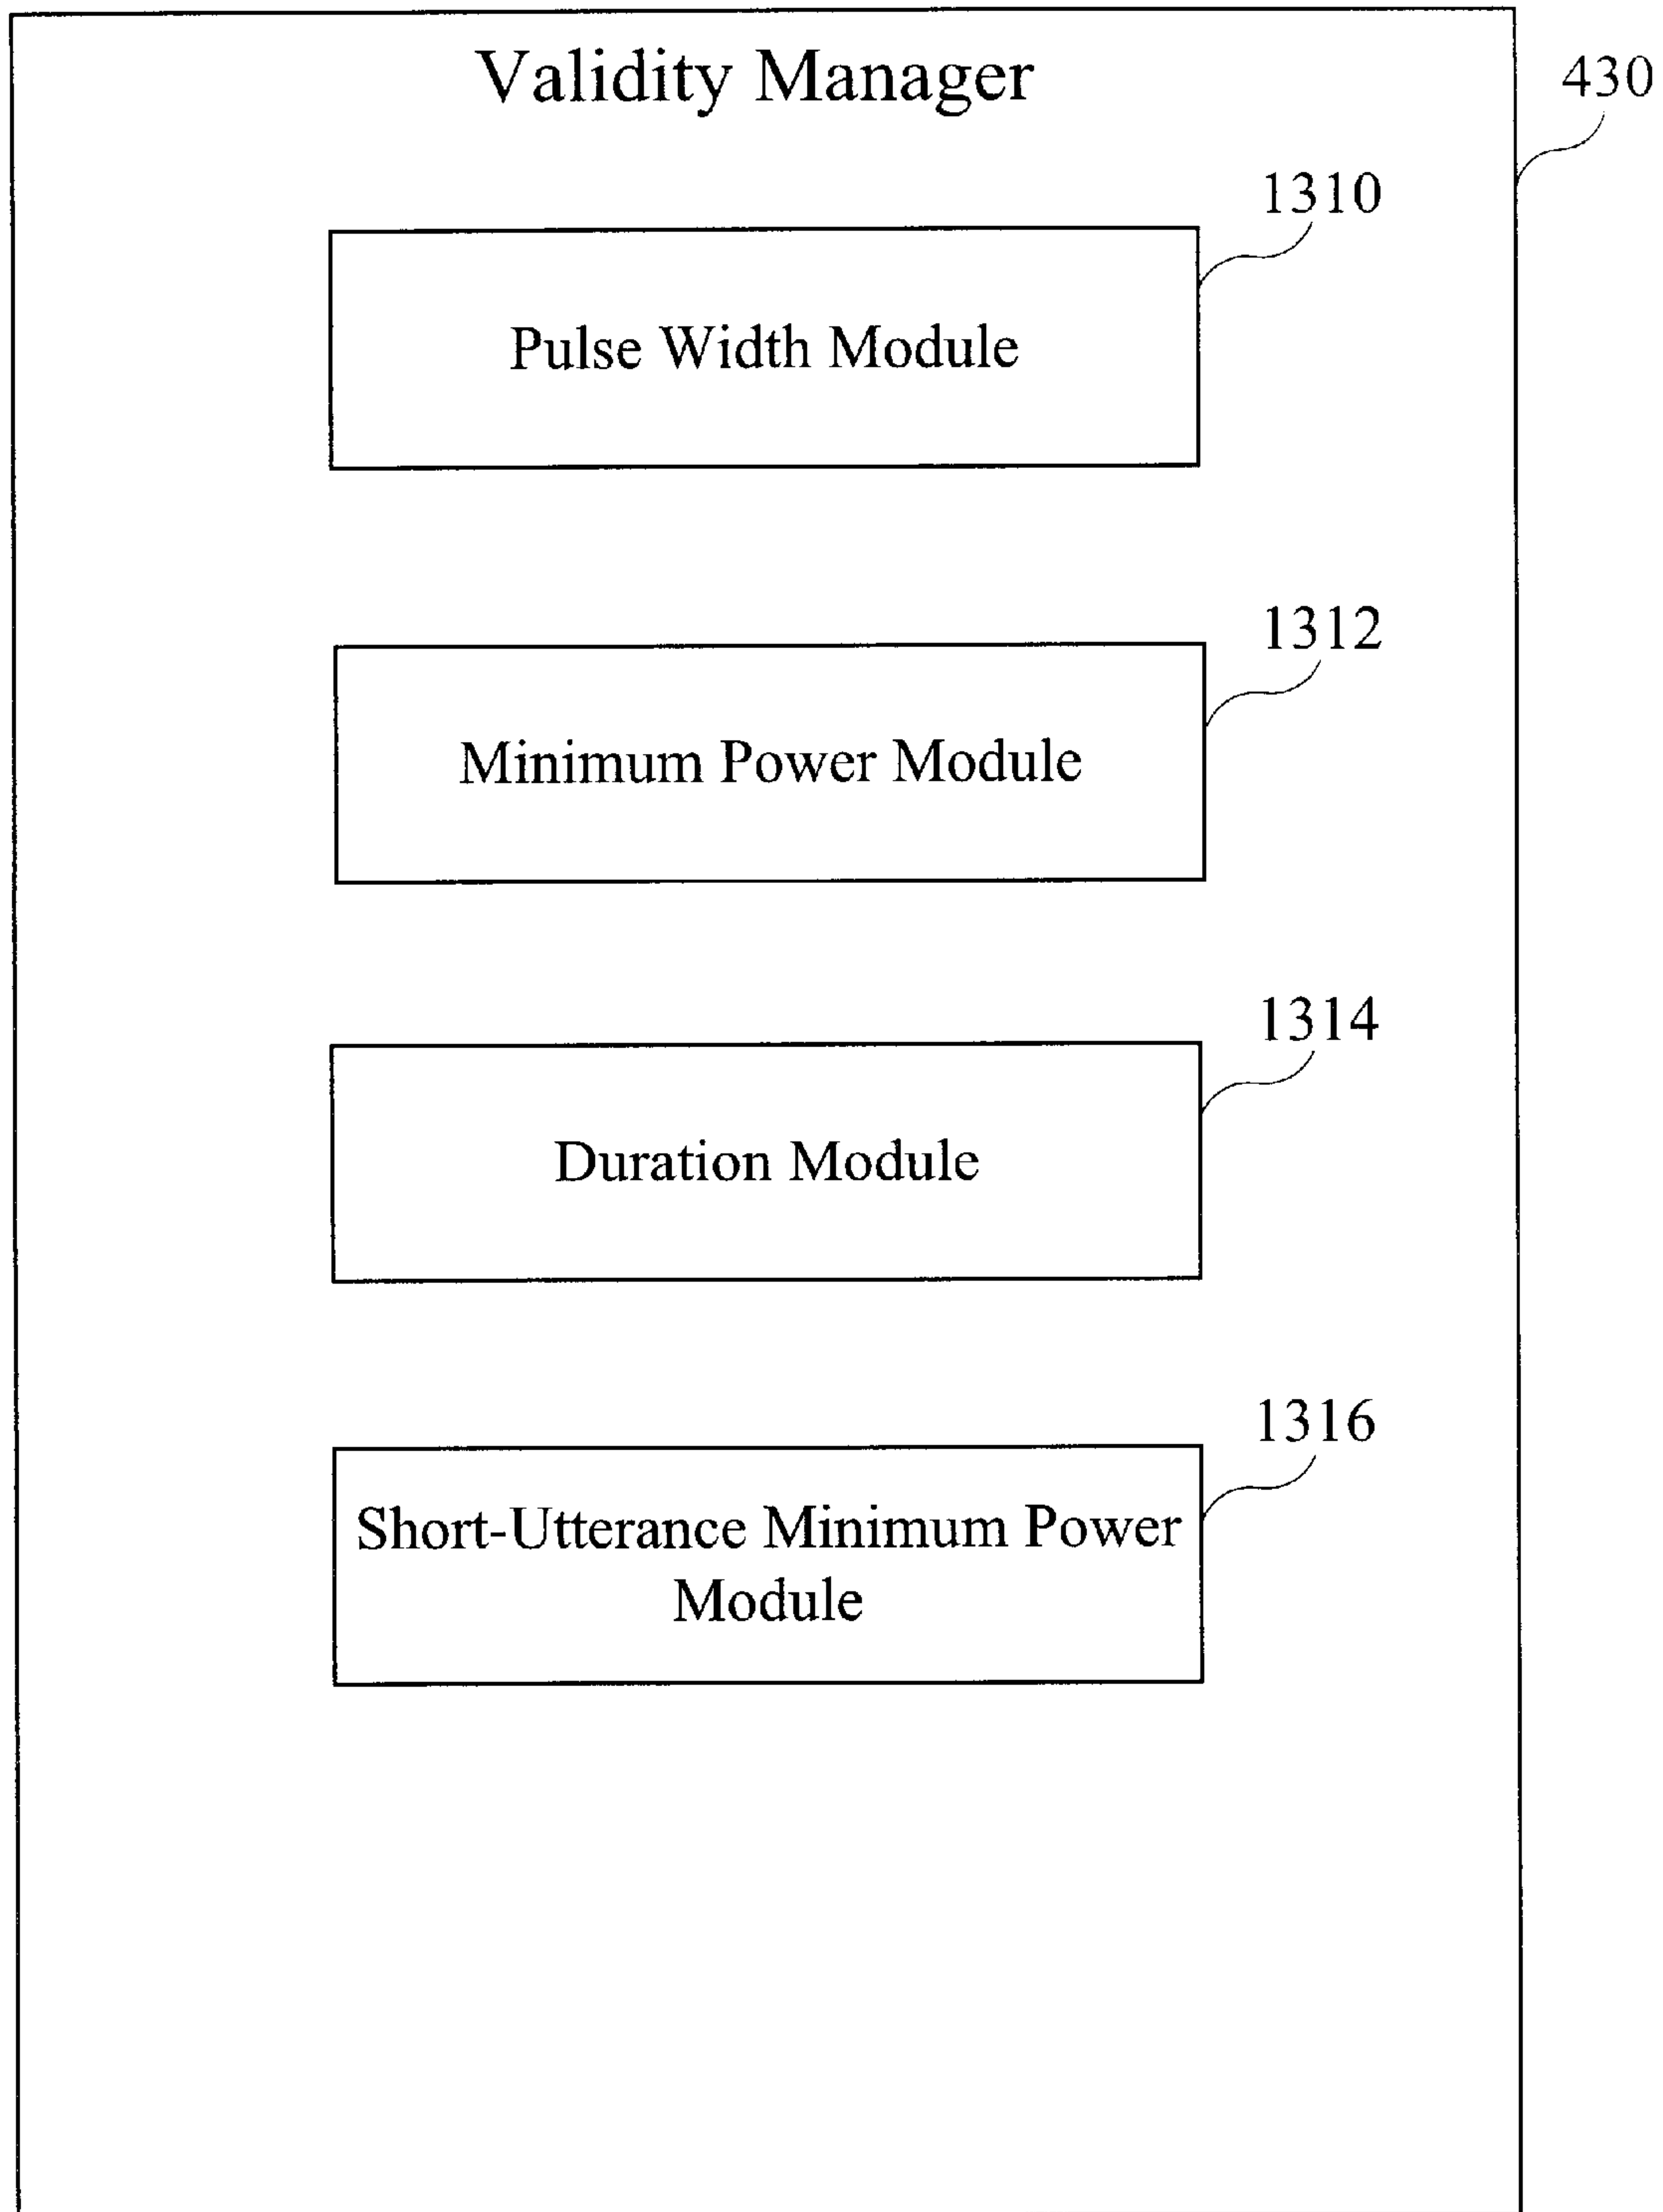 Validity Manager
430
1310
Pulse Width Module
1312
Minimum Power Module
1314
Duration Module
1316
Short-Utterance Minimum Power
Module